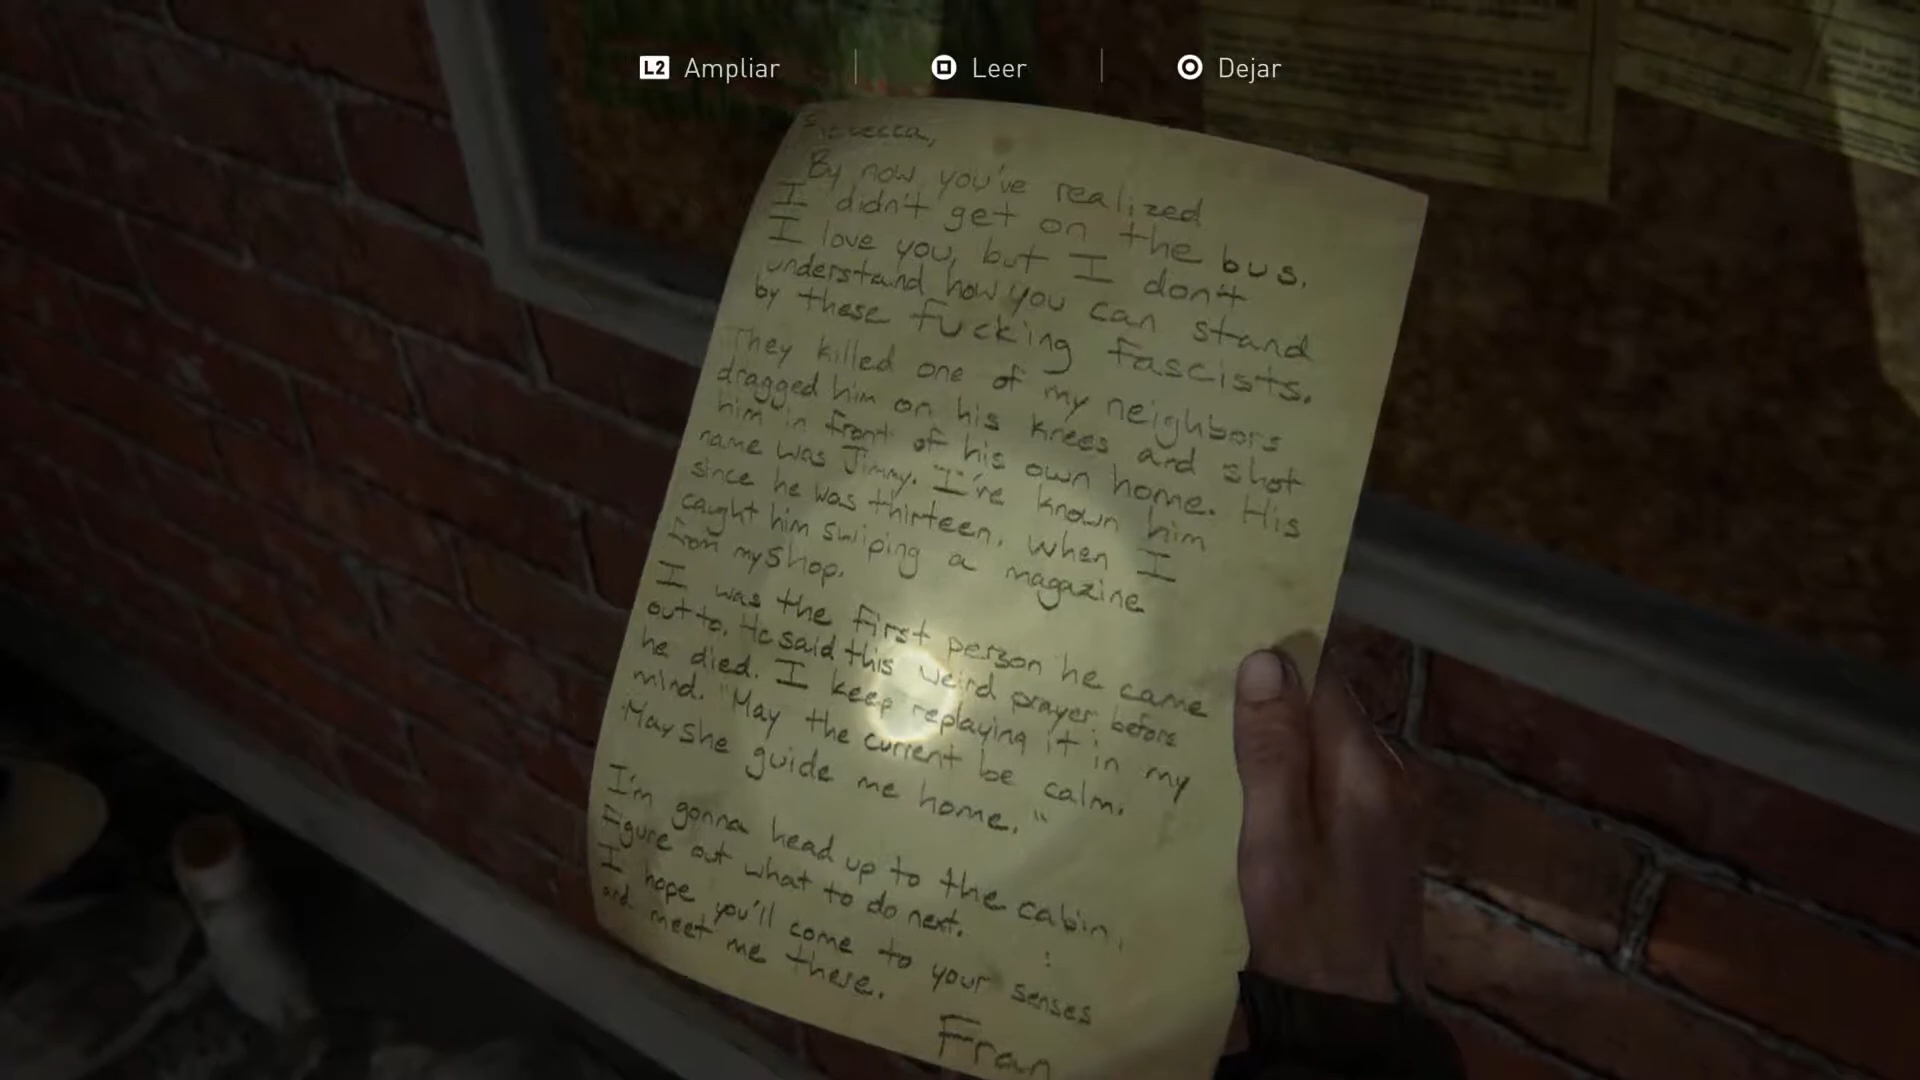 L2 Ampliar
Leer
Dejar
By now you've realized
I didn't get on the bus.
I love you, but I don't
understand how you can stand
by these fucking fascists.
They killed one of my neighbors
dragged him on his knees and shot
him in front of his own home. His
name was Jimmy. I've known him
since he was thirteen, when I
caught him swiping a magazine
from my shop.
I was the first person he came
out to. He said this weird prayer before
he died. I keep replaying it in my
mind. "May the current be calm.
May she guide me home."
I'm gonna head up to the cabin,
figure out what to do next.
I hope you'll come to your senses
and meet me there.
Fran